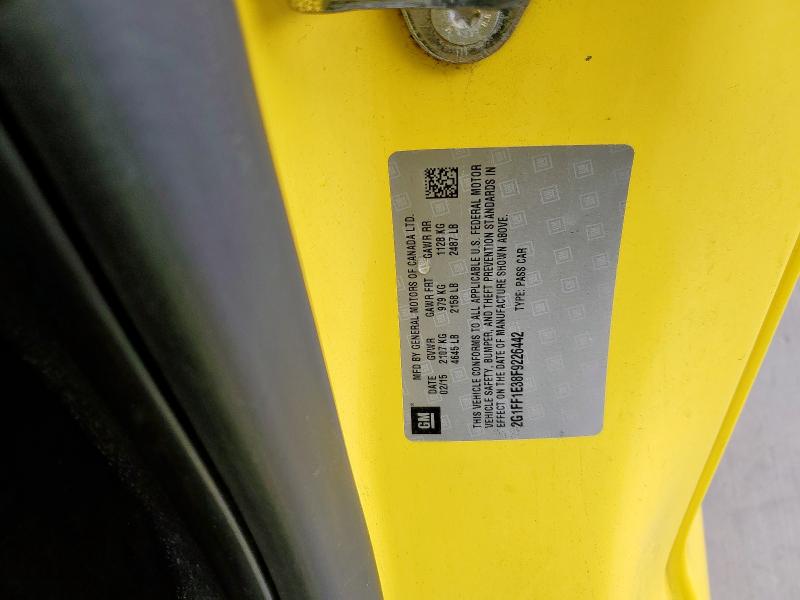 GM
MFD BY GENERAL MOTORS OF CANADA LTD.
DATE GVWR GAWR FRT GAWR RR
02/15 2107 KG 979 KG 1128 KG
4645 LB 2158 LB 2487 LB
THIS VEHICLE CONFORMS TO ALL APPLICABLE U.S. FEDERAL MOTOR
VEHICLE SAFETY, BUMPER, AND THEFT PREVENTION STANDARDS IN
EFFECT ON THE DATE OF MANUFACTURE SHOWN ABOVE.
2G1FF1E38F9226442 TYPE: PASS CAR